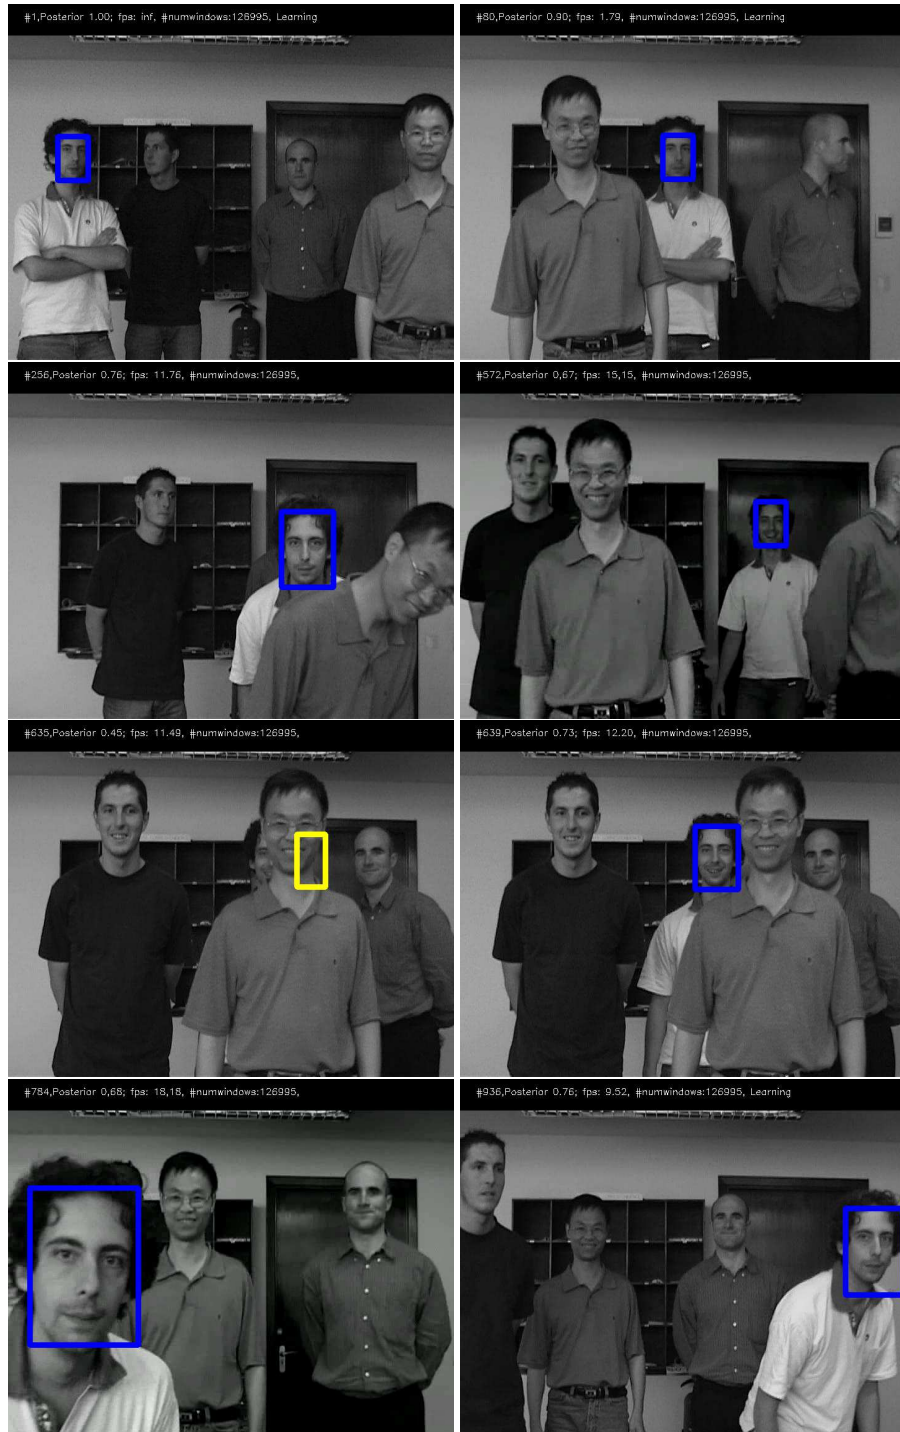 #1,Posterior 1.00; fps: inf, #numwindows:126995, Learning
#80,Posterior 0.90; fps: 1.79, #numwindows:126995, Learning
#256,Posterior 0.76; fps: 11.76, #numwindows:126995,
#572,Posterior 0,67; fps: 15,15, #numwindows:126995,
#635,Posterior 0.45; fps: 11.49, #numwindows:126995,
#639,Posterior 0.73; fps: 12.20, #numwindows:126995,
#784,Posterior 0,68; fps: 18,18, #numwindows:126995,
#936,Posterior 0.76; fps: 9.52, #numwindows:126995, Learning